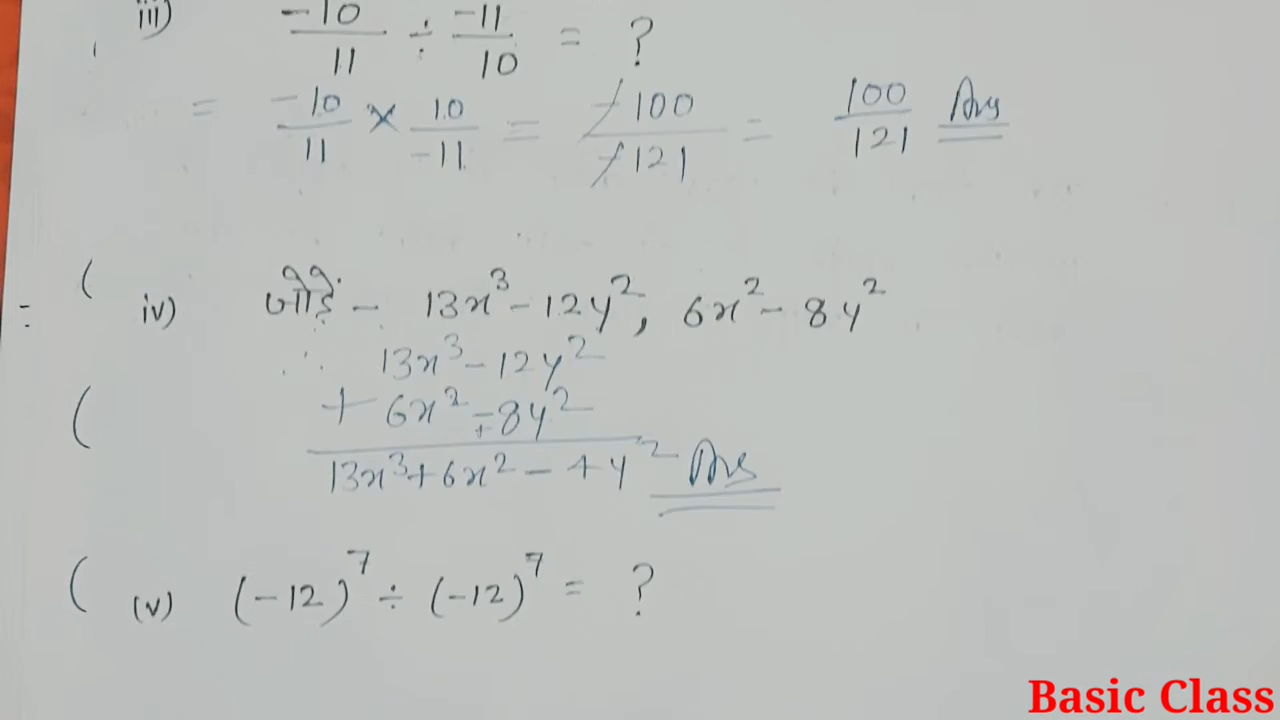 iii) -10/11 ÷ -11/10 = ?
= -10/11 × 10/-11 = -100/-121 = 100/121 Ans
iv) जोड़ें - 13x³ - 12y², 6x² - 8y²
13x³ - 12y²
+ 6x² -+8y²
13x³ + 6x² - 4y² Ans
(v) (-12)⁷ ÷ (-12)⁷ = ?
Basic Class